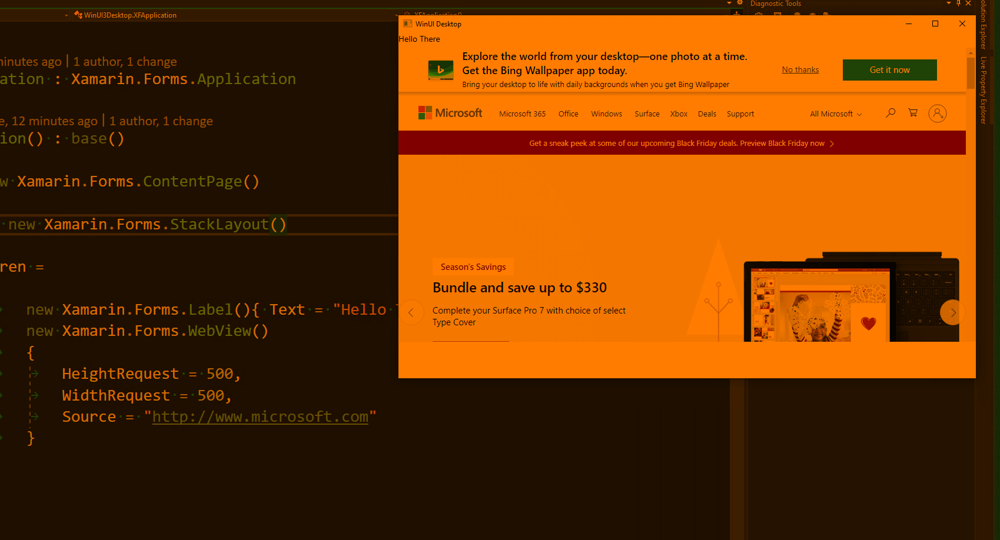 Diagnostic Tools
WinUI3Desktop.XFApplication
XFApplication()
Solution Explorer
Live Property Explorer
minutes ago | 1 author, 1 change
ation : Xamarin.Forms.Application
e, 12 minutes ago | 1 author, 1 change
ion() : base()
w Xamarin.Forms.ContentPage()
new Xamarin.Forms.StackLayout()
ren =
new Xamarin.Forms.Label(){ Text = "Hello
new Xamarin.Forms.WebView()
{
HeightRequest = 500,
WidthRequest = 500,
Source = "http://www.microsoft.com"
}
WinUI Desktop
Hello There
Explore the world from your desktop—one photo at a time.
Get the Bing Wallpaper app today.
Bring your desktop to life with daily backgrounds when you get Bing Wallpaper
No thanks
Get it now
Microsoft Microsoft 365 Office Windows Surface Xbox Deals Support All Microsoft
Get a sneak peek at some of our upcoming Black Friday deals. Preview Black Friday now
Season's Savings
Bundle and save up to $330
Complete your Surface Pro 7 with choice of select
Type Cover